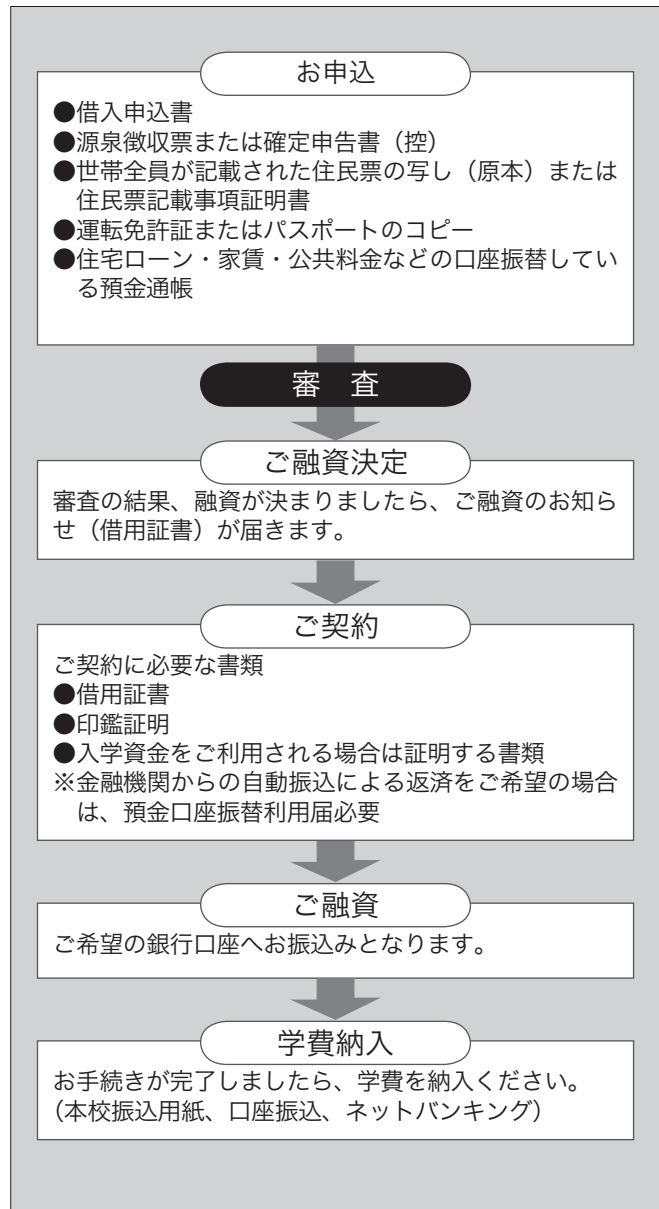 お申込
●借入申込書
●源泉徴収票または確定申告書（控）
●世帯全員が記載された住民票の写し（原本）または
住民票記載事項証明書
●運転免許証またはパスポートのコピー
●住宅ローン・家賃・公共料金などの口座振替してい
る預金通帳
審　査
ご融資決定
審査の結果、融資が決まりましたら、ご融資のお知ら
せ（借用証書）が届きます。
ご契約
ご契約に必要な書類
●借用証書
●印鑑証明
●入学資金をご利用される場合は証明する書類
※金融機関からの自動振込による返済をご希望の場合
は、預金口座振替利用届必要
ご融資
ご希望の銀行口座へお振込みとなります。
学費納入
お手続きが完了しましたら、学費を納入ください。
（本校振込用紙、口座振込、ネットバンキング）